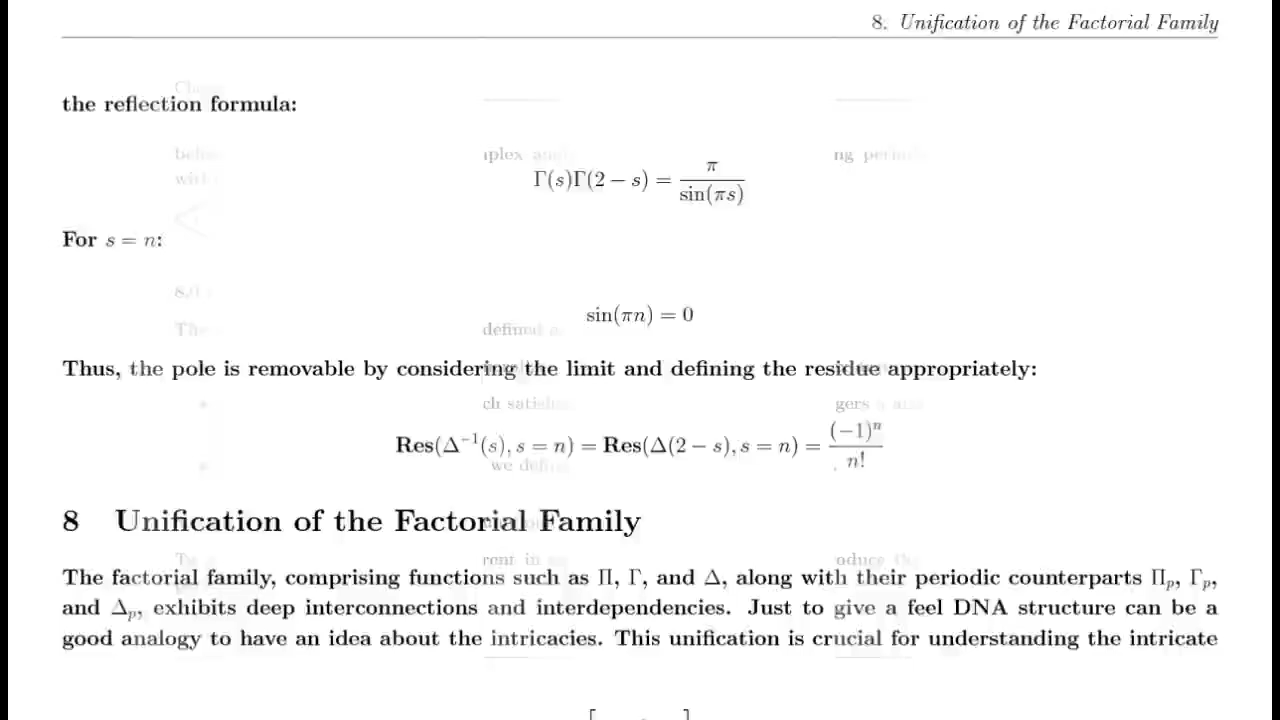 8. Unification of the Factorial Family
the reflection formula:
Γ(s)Γ(2 − s) = π / sin(πs)
For s = n:
sin(πn) = 0
Thus, the pole is removable by considering the limit and defining the residue appropriately:
Res(Δ⁻¹(s), s = n) = Res(Δ(2 − s), s = n) = (−1)ⁿ / n!
8 Unification of the Factorial Family
The factorial family, comprising functions such as Π, Γ, and Δ, along with their periodic counterparts Πₚ, Γₚ,
and Δₚ, exhibits deep interconnections and interdependencies. Just to give a feel DNA structure can be a
good analogy to have an idea about the intricacies. This unification is crucial for understanding the intricate